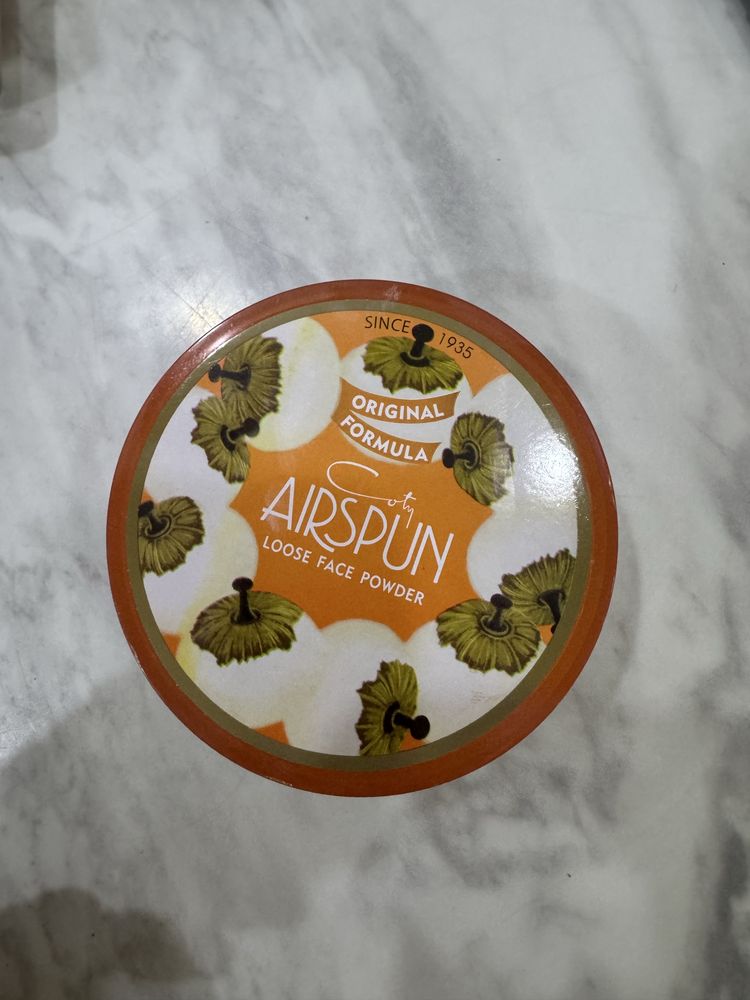 SINCE 1935
ORIGINAL
FORMULA
Coty
AIRSPUN
LOOSE FACE POWDER